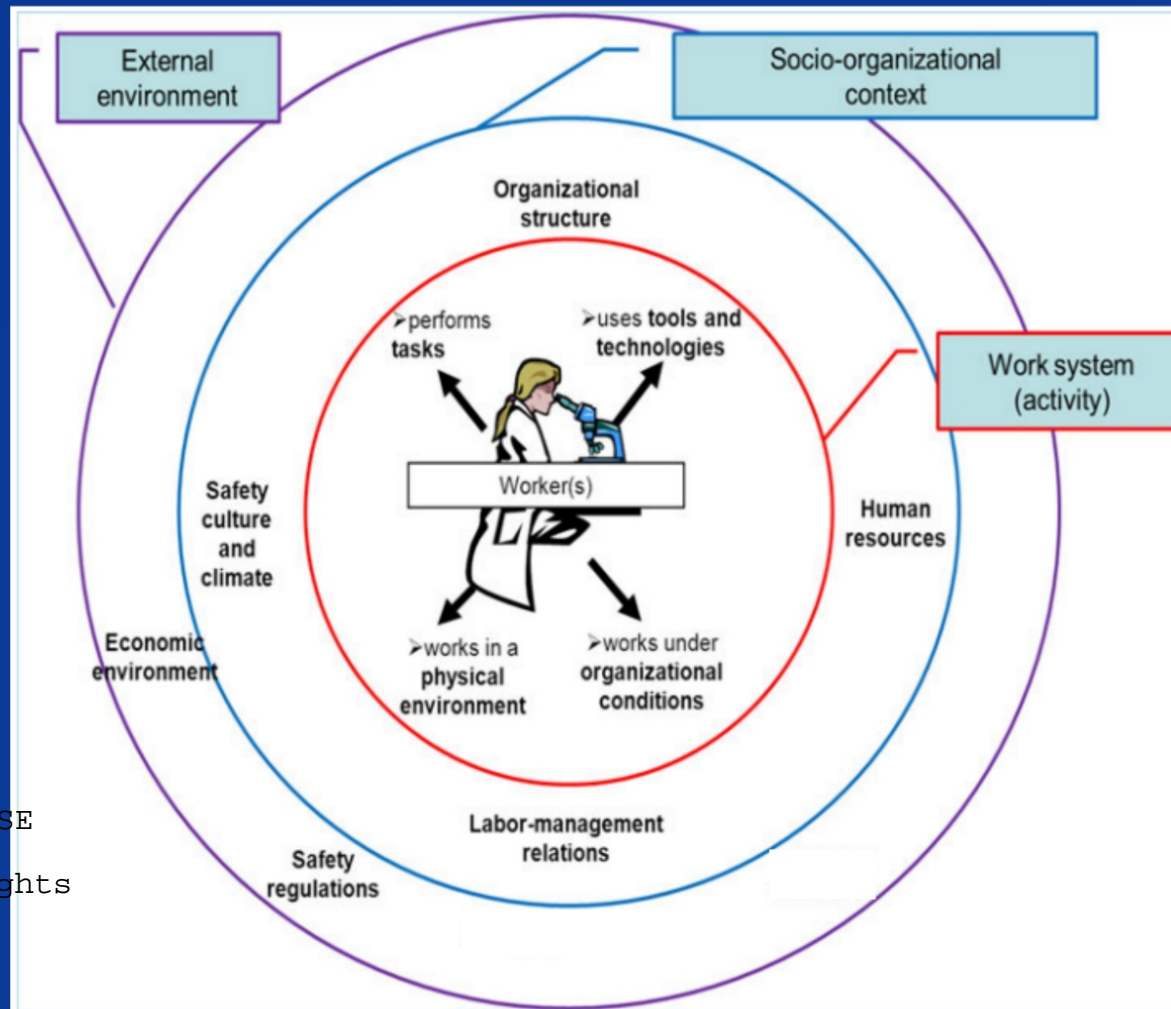 External
environment
Socio-organizational
context
Organizational
structure
➢performs
tasks
➢uses tools and
technologies
Work system
(activity)
Worker(s)
Safety
culture
and
climate
Human
resources
Economic
environment
➢works in a
physical
environment
➢works under
organizational
conditions
SE
ghts
Labor-management
relations
Safety
regulations